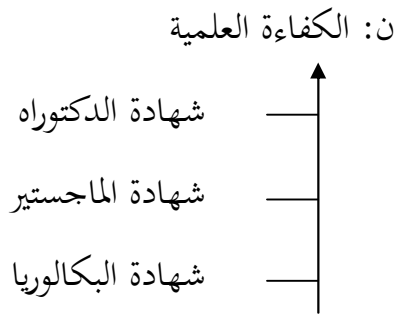 ن: الكفاءة العلمية
شهادة الدكتوراه
شهادة الماجستير
شهادة البكالوريا